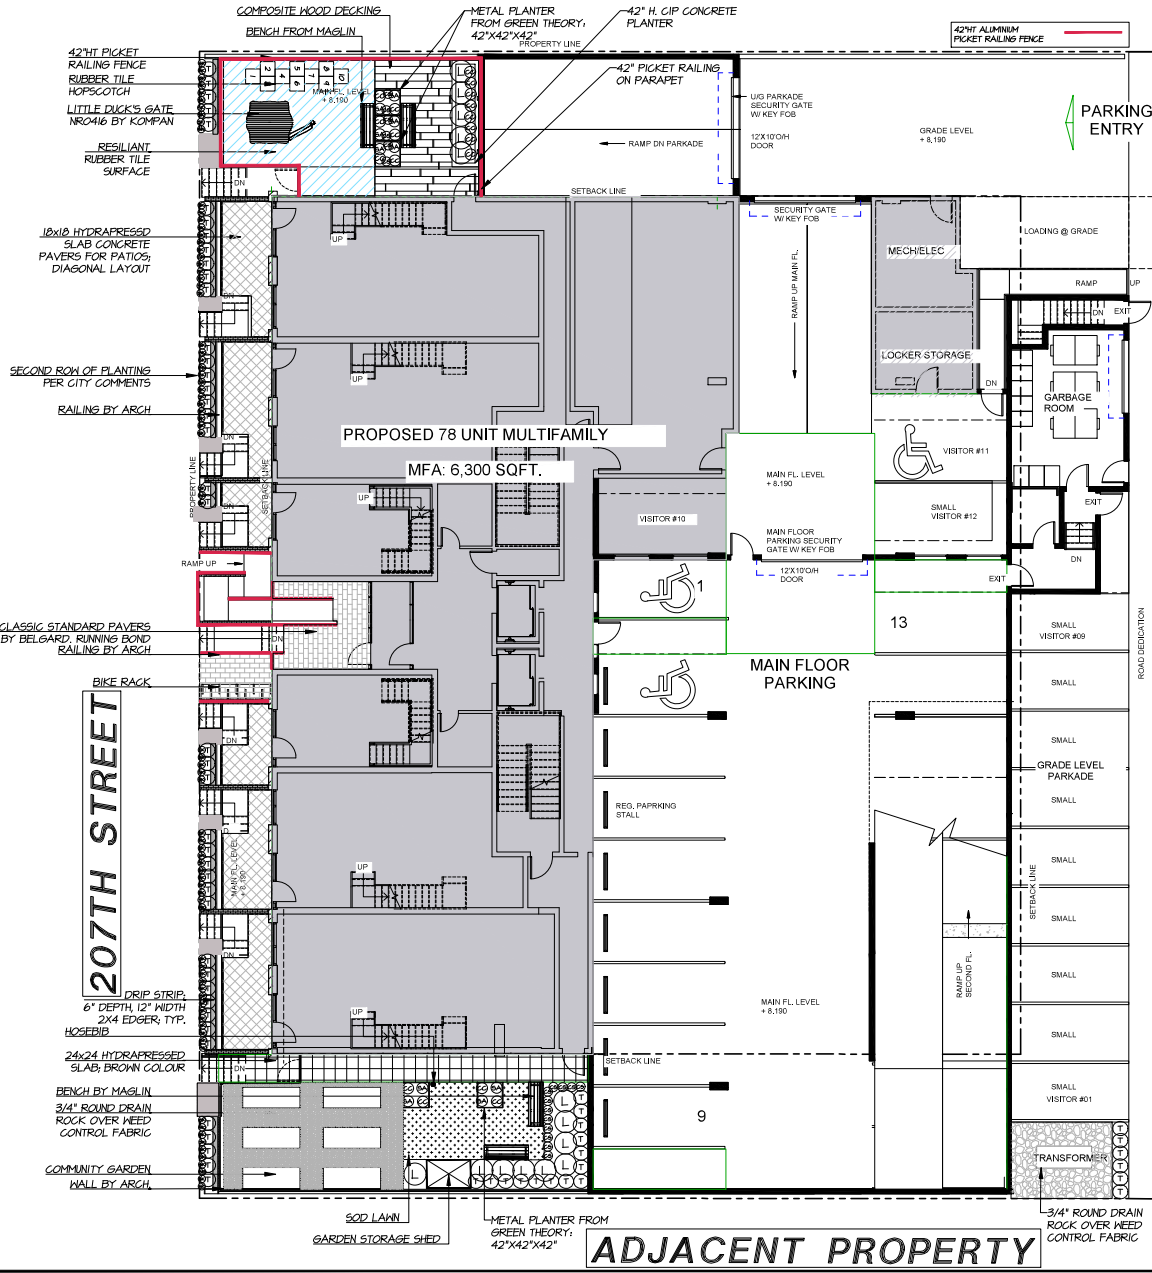 COMPOSITE WOOD DECKING
BENCH FROM MAGLIN
METAL PLANTER
FROM GREEN THEORY:
42"X42"X42"
42" H. CIP CONCRETE
PLANTER
PROPERTY LINE
42"HT ALUMINIUM
PICKET RAILING FENCE
42"HT PICKET
RAILING FENCE
RUBBER TILE
HOPSCOTCH
LITTLE DUCK'S GATE
NRO416 BY KOMPAN
RESILIANT
RUBBER TILE
SURFACE
MAIN FL. LEVEL
+ 8.190
42" PICKET RAILING
ON PARAPET
U/G PARKADE
SECURITY GATE
W/ KEY FOB
12'X10'O/H
DOOR
RAMP DN PARKADE
GRADE LEVEL
+ 8,190
PARKING
ENTRY
DN
SETBACK LINE
SECURITY GATE
W/ KEY FOB
18x18 HYDRAPRESSD
SLAB CONCRETE
PAVERS FOR PATIOS;
DIAGONAL LAYOUT
UP
MECH/ELEC
LOADING @ GRADE
RAMP UP MAIN FL.
RAMP UP
DN
DN
EXIT
SECOND ROW OF PLANTING
PER CITY COMMENTS
RAILING BY ARCH
UP
LOCKER STORAGE
DN
GARBAGE
ROOM
DN
PROPOSED 78 UNIT MULTIFAMILY
MFA: 6,300 SQFT.
VISITOR #11
MAIN FL. LEVEL
+ 8.190
PROPERTY LINE
SETBACK LINE
DN
UP
VISITOR #10
SMALL
VISITOR #12
EXIT
MAIN FLOOR
PARKING SECURITY
GATE W/ KEY FOB
DN
RAMP UP
12'X10'O/H
DOOR
EXIT
1
13
CLASSIC STANDARD PAVERS
BY BELGARD. RUNNING BOND
RAILING BY ARCH
DN
SMALL
VISITOR #09
ROAD DEDICATION
BIKE RACK
MAIN FLOOR
PARKING
SMALL
207TH STREET
DN
SMALL
GRADE LEVEL
PARKADE
SMALL
REG, PAPRKING
STALL
DN
MAIN FL. LEVEL
+ 8,190
UP
SMALL
SETBACK LINE
SMALL
DN
RAMP UP
SECOND FL.
SMALL
DRIP STRIP:
6" DEPTH, 12" WIDTH
2X4 EDGER; TYP.
HOSEBIB
UP
MAIN FL. LEVEL
+ 8.190
SMALL
24x24 HYDRAPRESSED
SLAB; BROWN COLOUR
DN
SETBACK LINE
BENCH BY MAGLIN
3/4" ROUND DRAIN
ROCK OVER WEED
CONTROL FABRIC
9
SMALL
VISITOR #01
COMMUNITY GARDEN
WALL BY ARCH.
TRANSFORMER
SOD LAWN
GARDEN STORAGE SHED
METAL PLANTER FROM
GREEN THEORY:
42"X42"X42"
3/4" ROUND DRAIN
ROCK OVER WEED
CONTROL FABRIC
ADJACENT PROPERTY